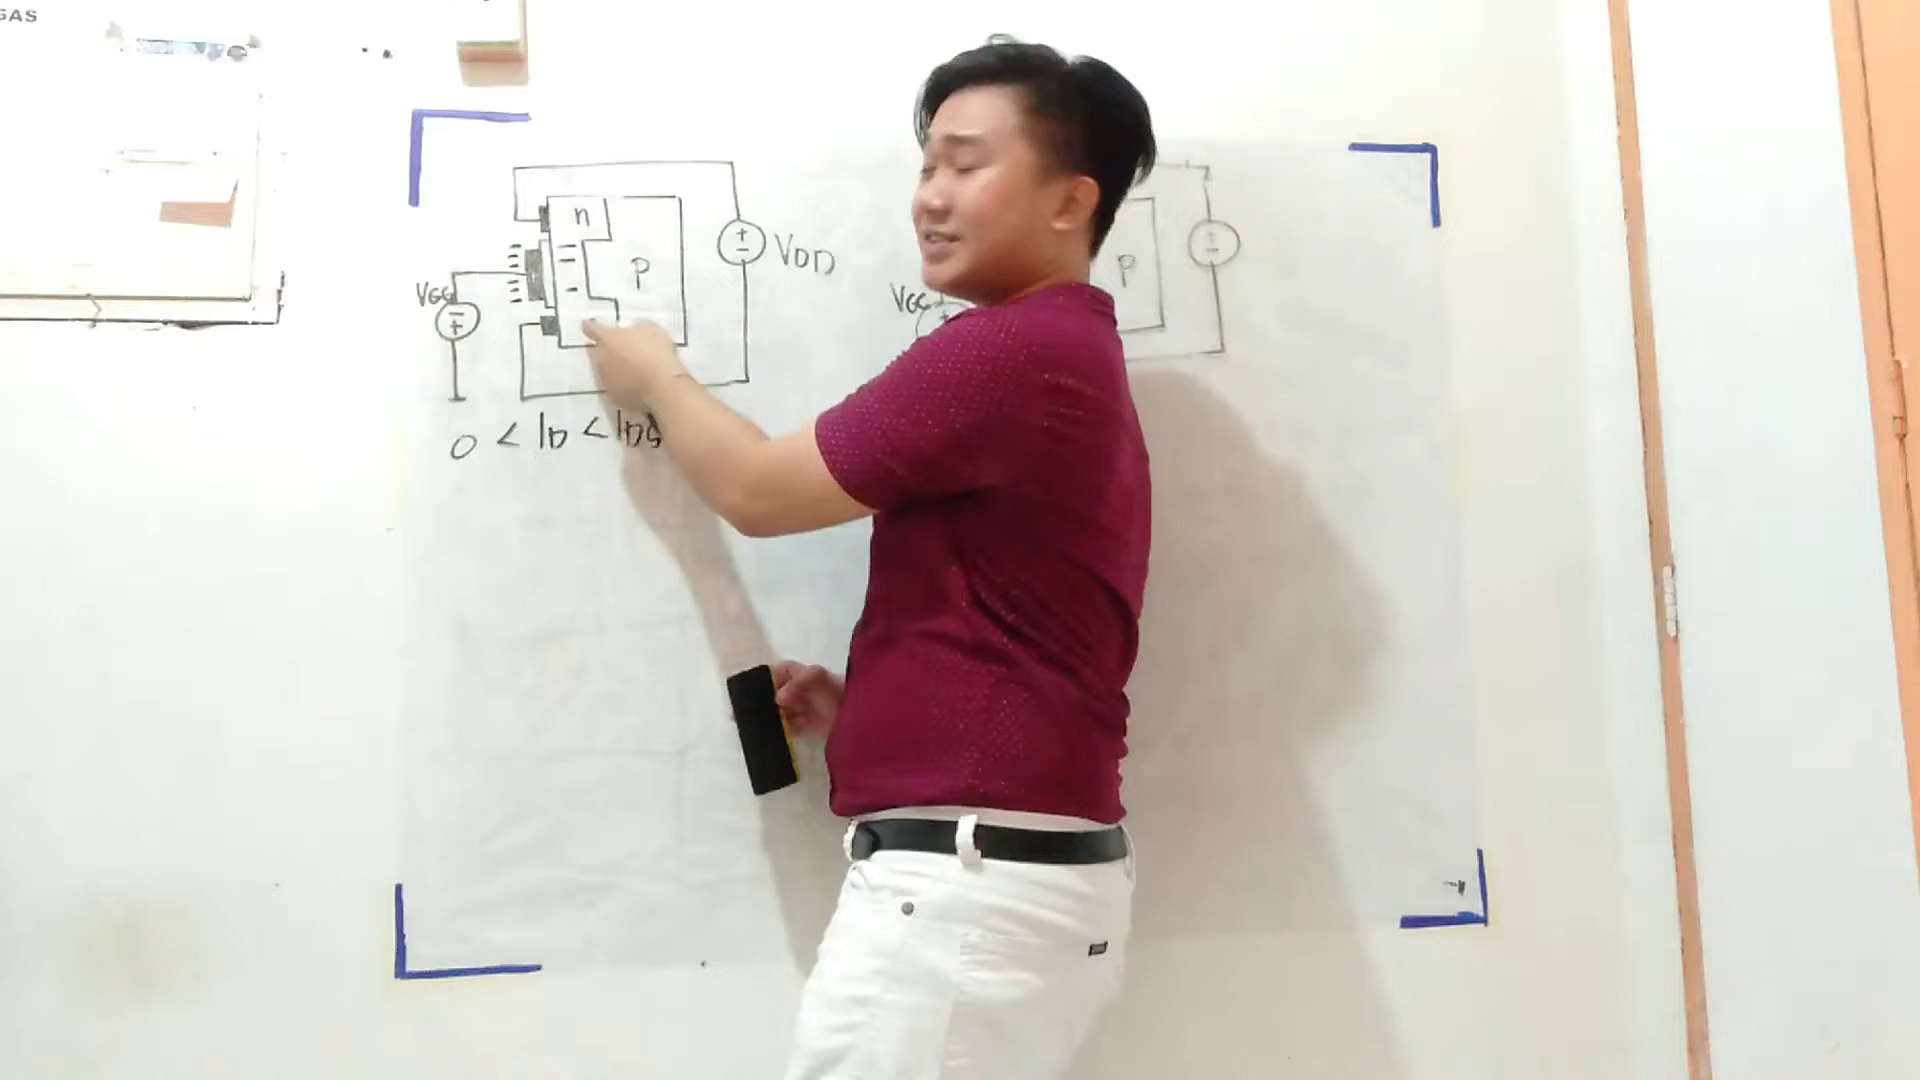 GAS
n
P
VDD
VGG
0 < ID < IDS
P
VGG